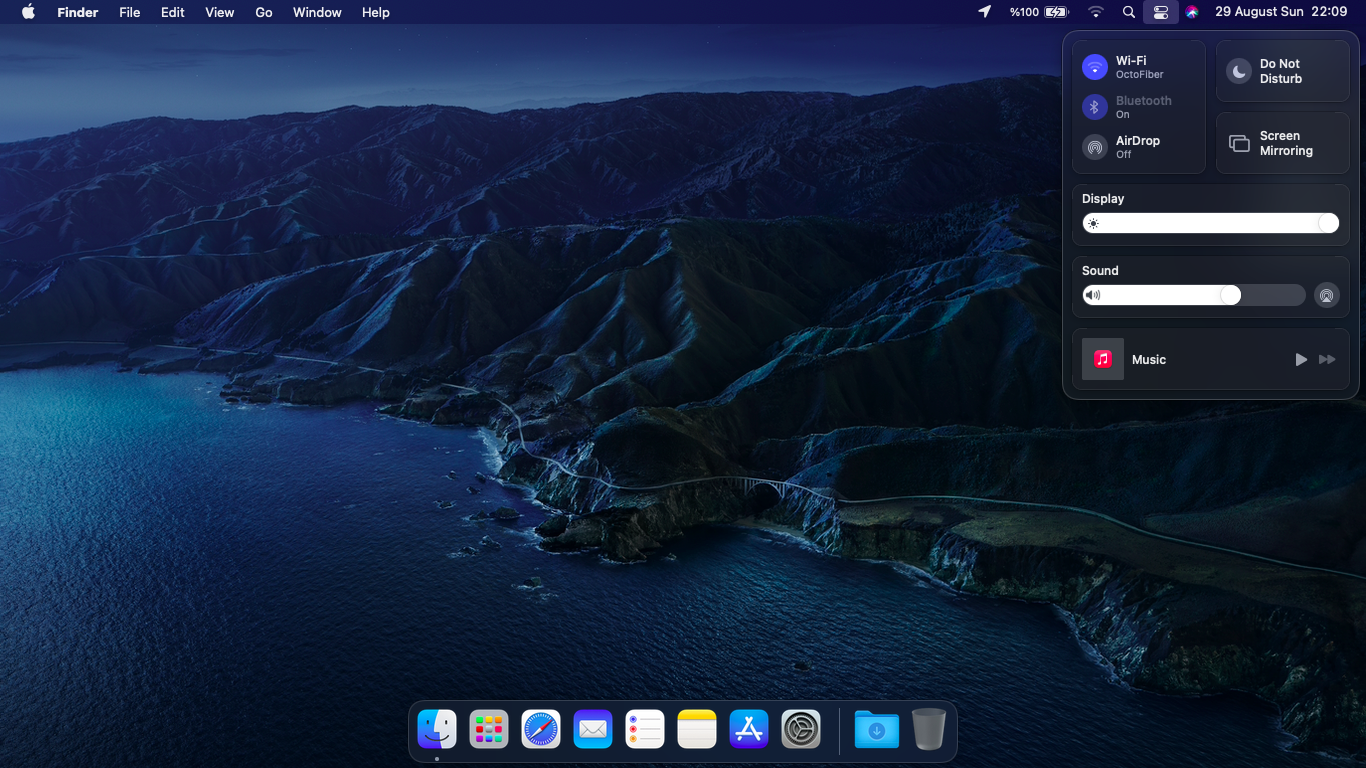 Finder File Edit View Go Window Help %100 29 August Sun 22:09
Wi-Fi
OctoFiber
Bluetooth
On
AirDrop
Off
Do Not
Disturb
Screen
Mirroring
Display
Sound
Music